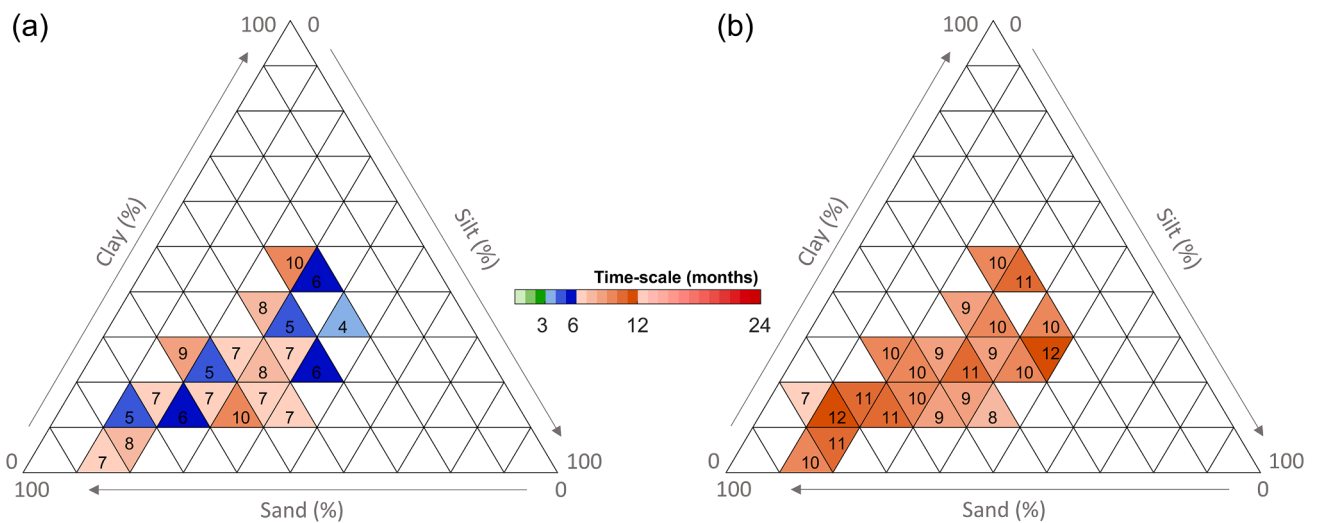 (a)
100 0
Clay (%)
Silt (%)
10
6
8
5 4
9 7 7
5 8 6
7 7 7
5 6 10 7
8
7
0 100
100 0
Sand (%)
Time-scale (months)
3 6 12 24
(b)
100 0
Clay (%)
Silt (%)
10
11
9
10 10
10 9 9 12
10 11 10
7 11 10 9
12 11 9 8
11
10
0 100
100 0
Sand (%)